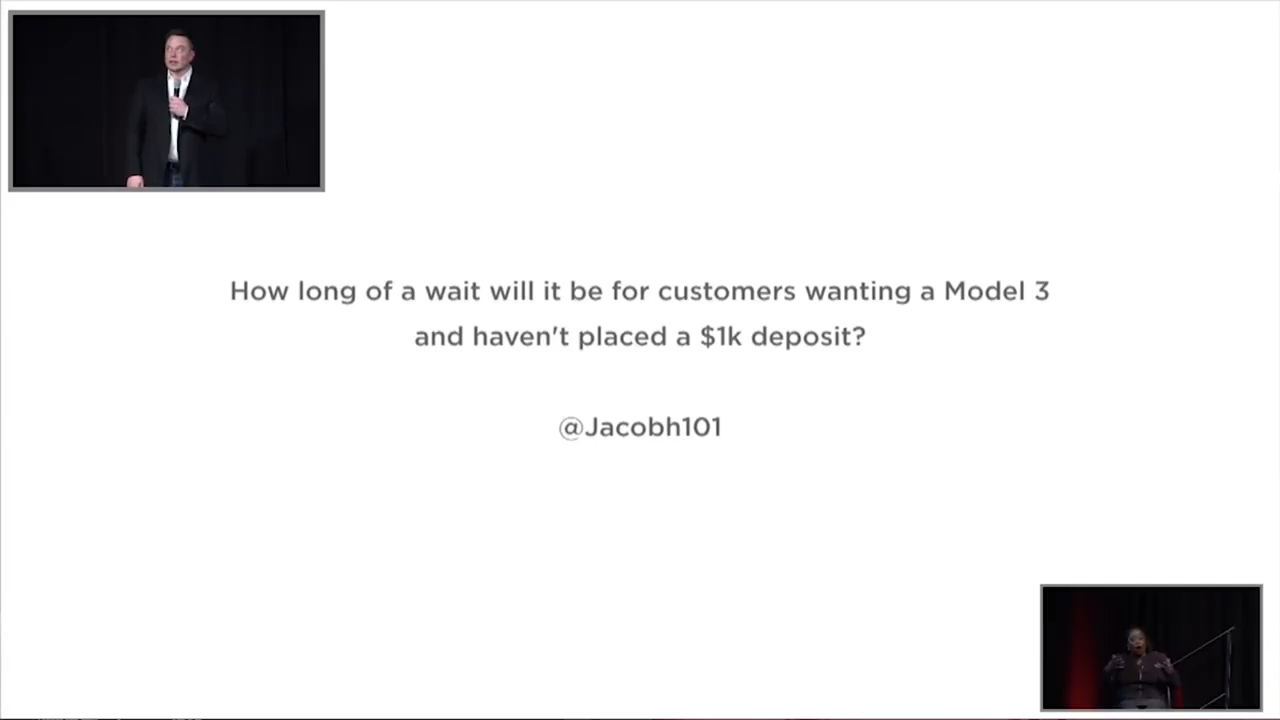 How long of a wait will it be for customers wanting a Model 3
and haven't placed a $1k deposit?
@Jacobh101